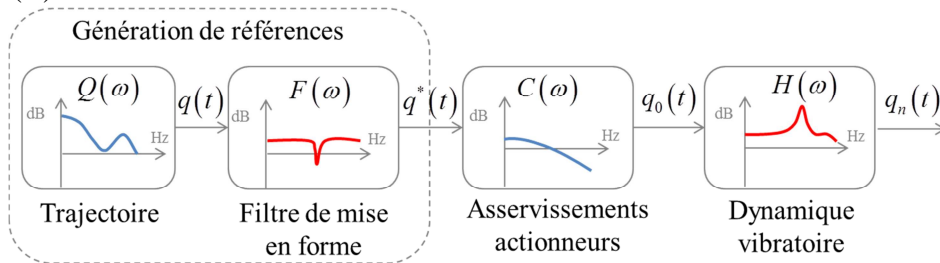 Génération de références
Q(ω)
dB
Hz
Trajectoire
q(t)
F(ω)
dB
Hz
Filtre de mise
en forme
q*(t)
C(ω)
dB
Hz
Asservissements
actionneurs
q₀(t)
H(ω)
dB
Hz
Dynamique
vibratoire
qₙ(t)